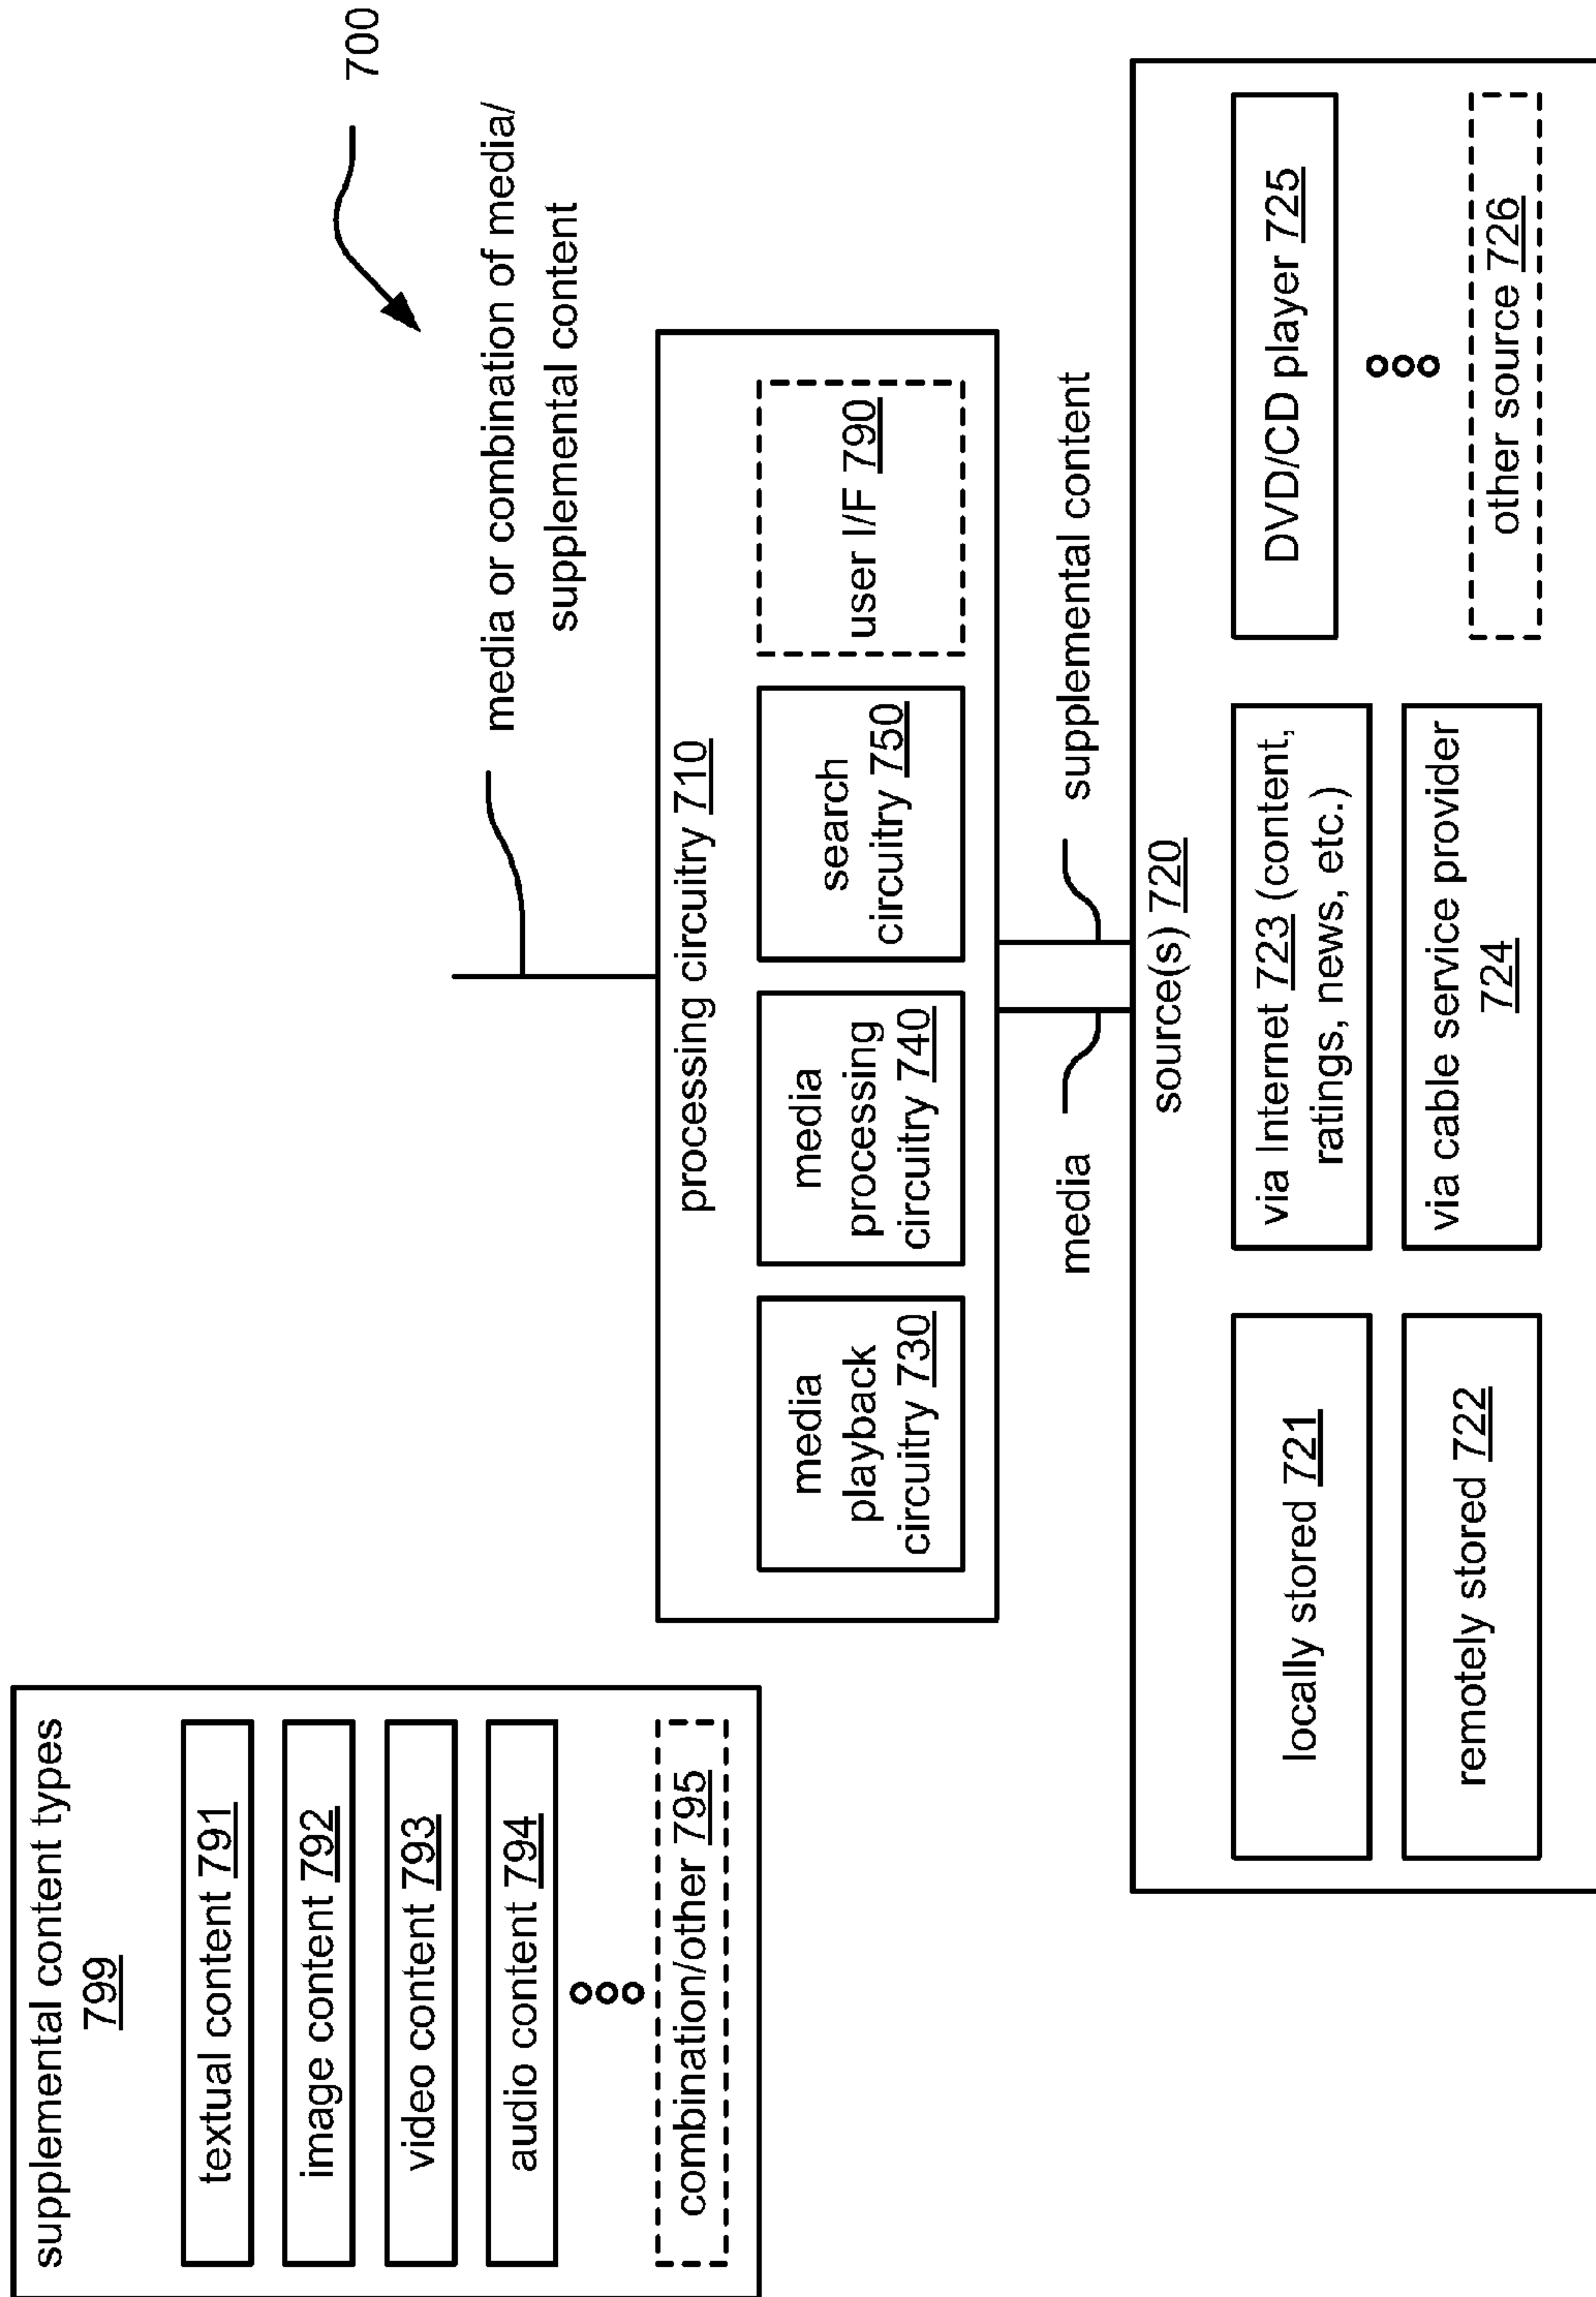 700
media or combination of media/
supplemental content
supplemental content types
799
textual content 791
image content 792
video content 793
audio content 794
combination/other 795
processing circuitry 710
media
playback
circuitry 730
media
processing
circuitry 740
search
circuitry 750
user I/F 790
media
supplemental content
source(s) 720
locally stored 721
remotely stored 722
via Internet 723 (content,
ratings, news, etc.)
via cable service provider
724
DVD/CD player 725
other source 726